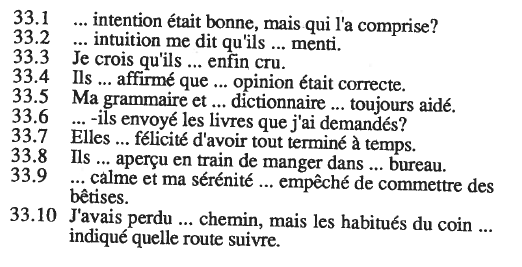 33.1 ... intention était bonne, mais qui l'a comprise?
33.2 ... intuition me dit qu'ils ... menti.
33.3 Je crois qu'ils ... enfin cru.
33.4 Ils ... affirmé que ... opinion était correcte.
33.5 Ma grammaire et ... dictionnaire ... toujours aidé.
33.6 ... -ils envoyé les livres que j'ai demandés?
33.7 Elles ... félicité d'avoir tout terminé à temps.
33.8 Ils ... aperçu en train de manger dans ... bureau.
33.9 ... calme et ma sérénité ... empêché de commettre des
bêtises.
33.10 J'avais perdu ... chemin, mais les habitués du coin ...
indiqué quelle route suivre.